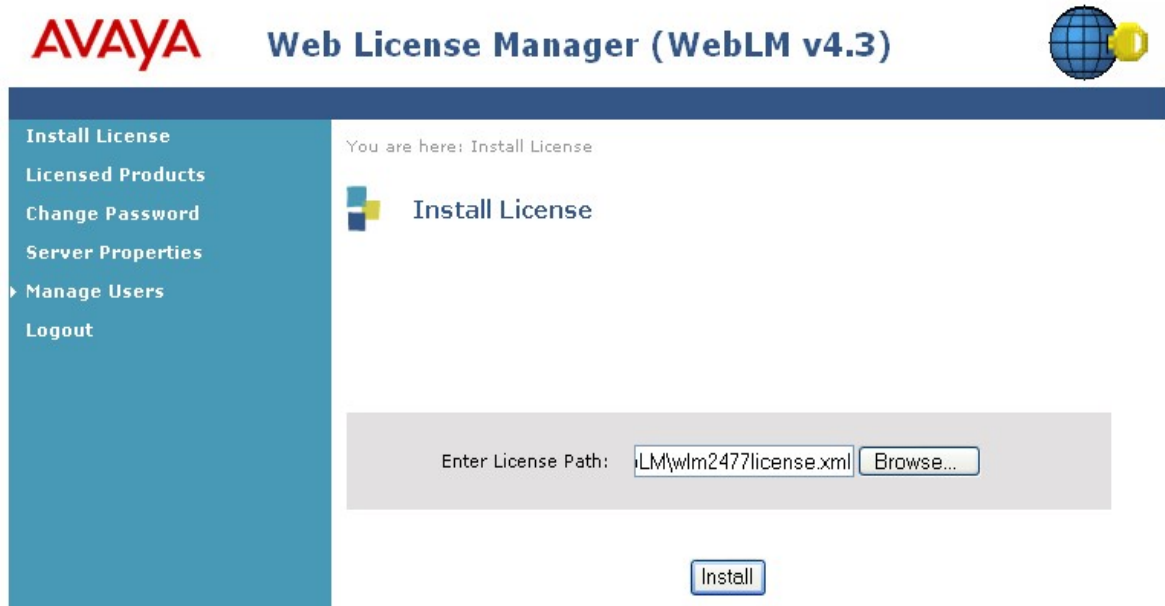 AVAYA Web License Manager (WebLM v4.3)
Install License
Licensed Products
Change Password
Server Properties
Manage Users
Logout
You are here: Install License
Install License
Enter License Path: LM\wlm2477license.xml Browse...
Install